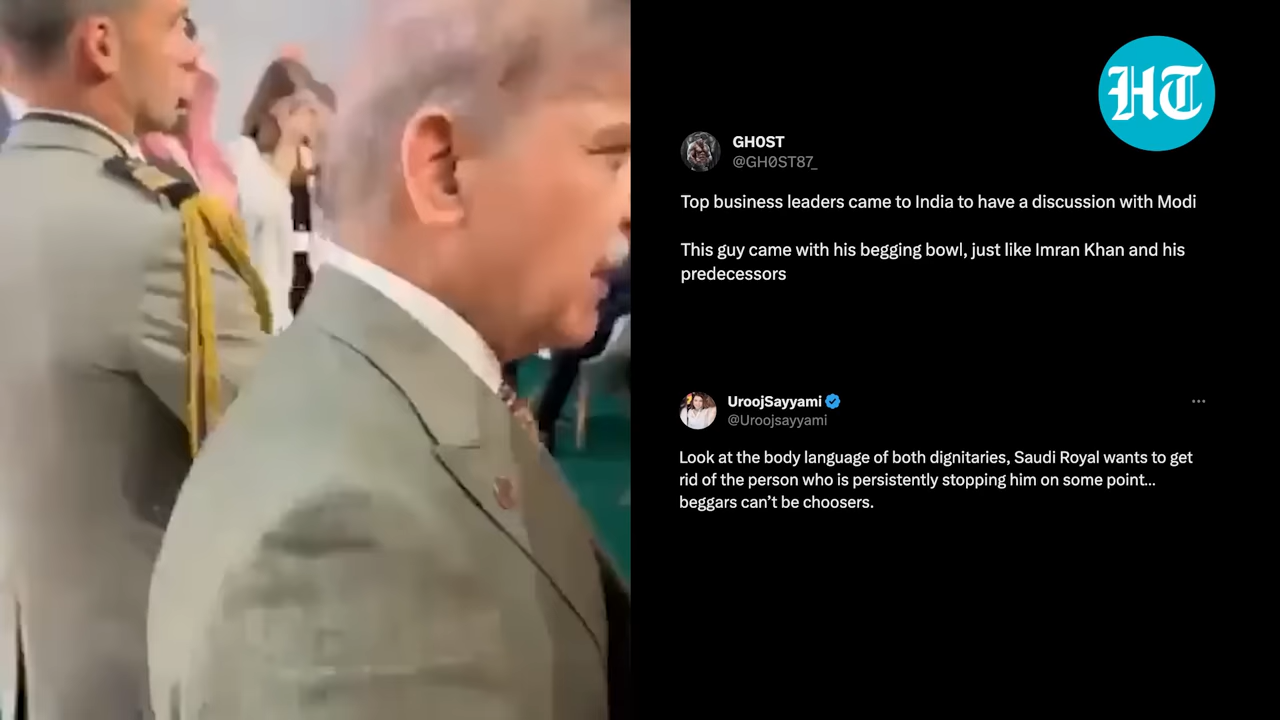 HT
GH0ST
@GH0ST87_
Top business leaders came to India to have a discussion with Modi
This guy came with his begging bowl, just like Imran Khan and his
predecessors
UroojSayyami
@Uroojsayyami
Look at the body language of both dignitaries, Saudi Royal wants to get
rid of the person who is persistently stopping him on some point...
beggars can't be choosers.